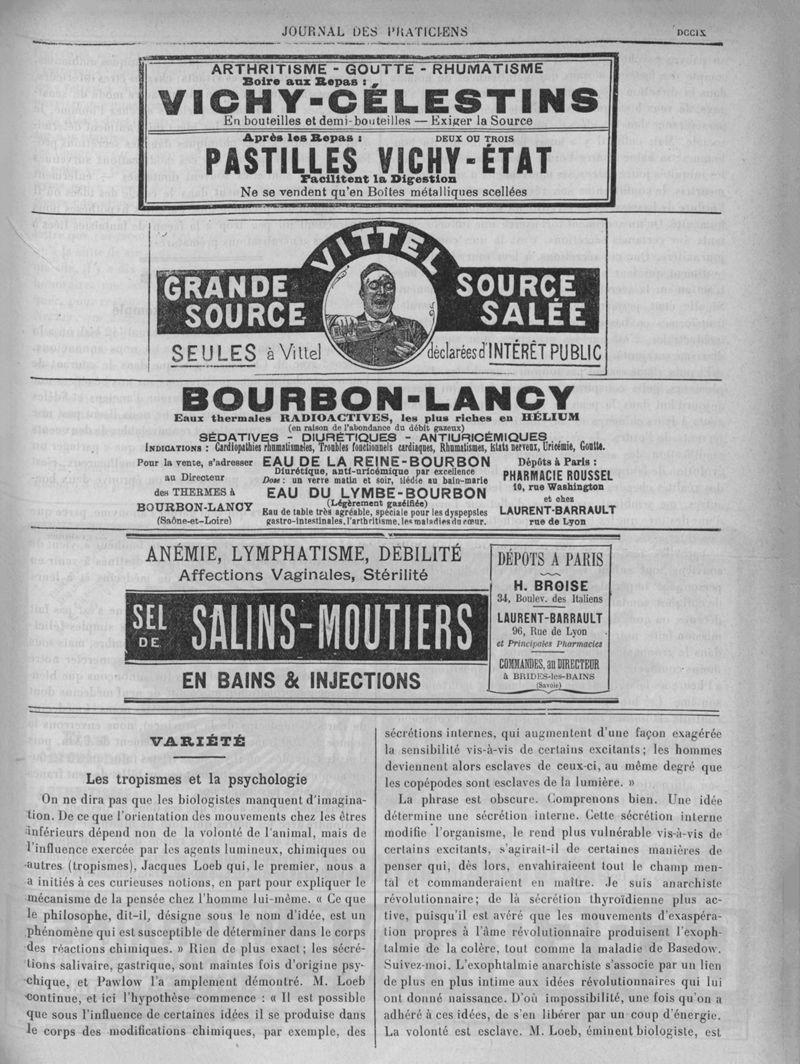 JOURNAL DES PRATICIENS
DCCIX
ARTHRITISME - GOUTTE - RHUMATISME
Boire aux Repas :
VICHY-CÉLESTINS
En bouteilles et demi-bouteilles — Exiger la Source
Après les Repas : DEUX OU TROIS
PASTILLES VICHY-ÉTAT
Facilitent la Digestion
Ne se vendent qu'en Boîtes métalliques scellées
VITTEL
GRANDE SOURCE
SOURCE SALÉE
SEULES à Vittel déclarées d'INTÉRÊT PUBLIC
BOURBON-LANCY
Eaux thermales RADIOACTIVES, les plus riches en HÉLIUM
(en raison de l'abondance du débit gazeux)
SÉDATIVES - DIURÉTIQUES - ANTIURICÉMIQUES
INDICATIONS : Cardiopathies rhumatismales, Troubles fonctionnels cardiaques, Rhumatismes, États nerveux, Uricémie, Goutte.
Pour la vente, s'adresser
au Directeur
des THERMES à
BOURBON-LANCY
(Saône-et-Loire)
EAU DE LA REINE-BOURBON
Diurétique, anti-uricémique par excellence
Dose : un verre matin et soir, tiédie au bain-marie
EAU DU LYMBE-BOURBON
(Légèrement gazéifiée)
Eau de table très agréable, spéciale pour les dyspepsies
gastro-intestinales, l'arthritisme, les maladies du cœur.
Dépôts à Paris :
PHARMACIE ROUSSEL
10, rue Washington
et chez
LAURENT-BARRAULT
rue de Lyon
ANÉMIE, LYMPHATISME, DEBILITÉ
Affections Vaginales, Stérilité
SEL
DE
SALINS-MOUTIERS
EN BAINS & INJECTIONS
DÉPOTS A PARIS
H. BROISE
34, Boulev. des Italiens
LAURENT-BARRAULT
96, Rue de Lyon
et Principales Pharmacies
COMMANDES, au DIRECTEUR
à BRIDES-les-BAINS
(Savoie)
VARIÉTÉ
Les tropismes et la psychologie
On ne dira pas que les biologistes manquent d'imagina-
tion. De ce que l'orientation des mouvements chez les êtres
inférieurs dépend non de la volonté de l'animal, mais de
l'influence exercée par les agents lumineux, chimiques ou
autres (tropismes), Jacques Loeb qui, le premier, nous a
a initiés à ces curieuses notions, en part pour expliquer le
mécanisme de la pensée chez l'homme lui-même. « Ce que
le philosophe, dit-il, désigne sous le nom d'idée, est un
phénomène qui est susceptible de déterminer dans le corps
des réactions chimiques. » Rien de plus exact ; les sécré-
tions salivaire, gastrique, sont maintes fois d'origine psy-
chique, et Pawlow l'a amplement démontré. M. Loeb
continue, et ici l'hypothèse commence : « Il est possible
que sous l'influence de certaines idées il se produise dans
le corps des modifications chimiques, par exemple, des
sécrétions internes, qui augmentent d'une façon exagérée
la sensibilité vis-à-vis de certains excitants ; les hommes
deviennent alors esclaves de ceux-ci, au même degré que
les copépodes sont esclaves de la lumière. »
La phrase est obscure. Comprenons bien. Une idée
détermine une sécrétion interne. Cette sécrétion interne
modifie l'organisme, le rend plus vulnérable vis-à-vis de
certains excitants, s'agirait-il de certaines manières de
penser qui, dès lors, envahiraieent tout le champ men-
tal et commanderaient en maître. Je suis anarchiste
révolutionnaire ; de là sécrétion thyroïdienne plus ac-
tive, puisqu'il est avéré que les mouvements d'exaspéra-
tion propres à l'âme révolutionnaire produisent l'exoph-
talmie de la colère, tout comme la maladie de Basedow.
Suivez-moi. L'exophtalmie anarchiste s'associe par un lien
de plus en plus intime aux idées révolutionnaires qui lui
ont donné naissance. D'où impossibilité, une fois qu'on a
adhéré à ces idées, de s'en libérer par un coup d'énergie.
La volonté est esclave. M. Loeb, éminent biologiste, est